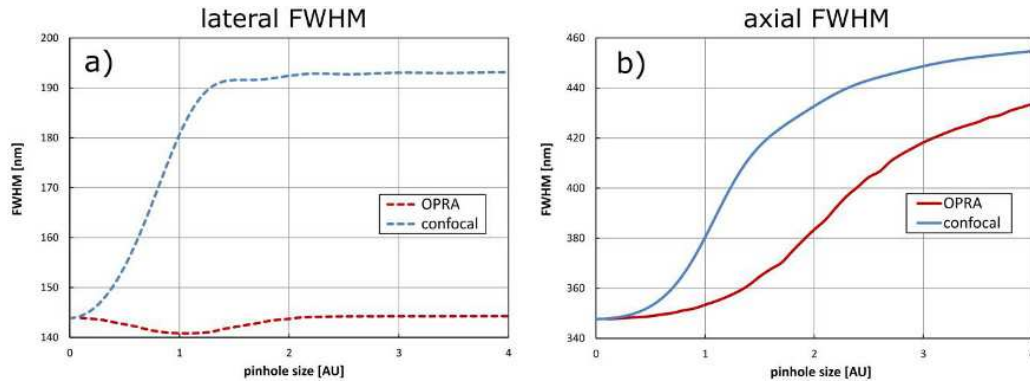 lateral FWHM
a)
FWHM [nm]
200
190
180
170
160
150
140
0
1
2
3
4
pinhole size [AU]
OPRA
confocal
axial FWHM
b)
FWHM [nm]
460
440
420
400
380
360
340
0
1
2
3
4
pinhole size [AU]
OPRA
confocal